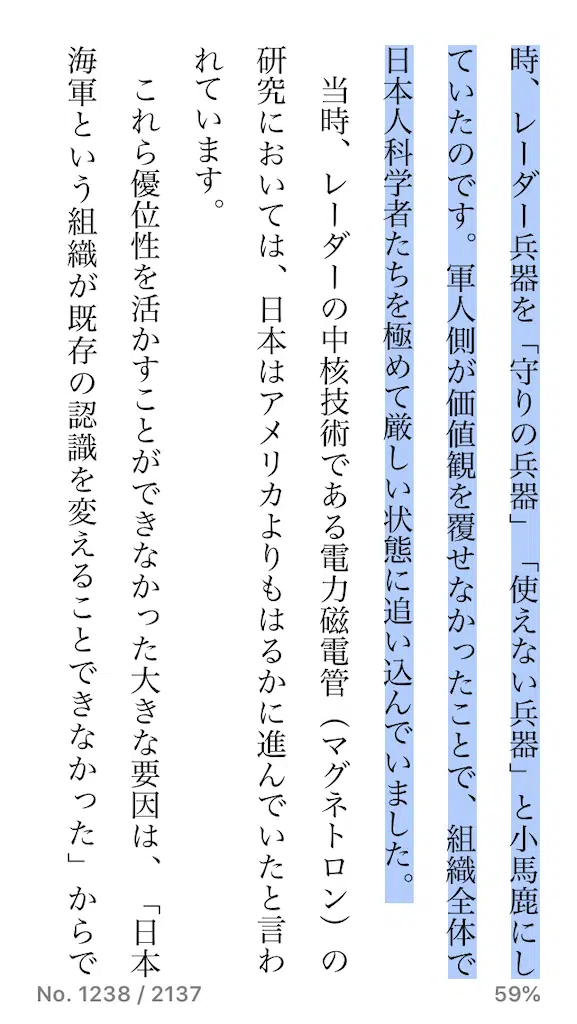 時、レーダー兵器を「守りの兵器」「使えない兵器」と小馬鹿にし
ていたのです。軍人側が価値観を覆せなかったことで、組織全体で
日本人科学者たちを極めて厳しい状態に追い込んでいました。
当時、レーダーの中核技術である電力磁電管（マグネトロン）の
研究においては、日本はアメリカよりもはるかに進んでいたと言わ
れています。
これら優位性を活かすことができなかった大きな要因は、「日本
海軍という組織が既存の認識を変えることできなかった」からで
No. 1238 / 2137
59%